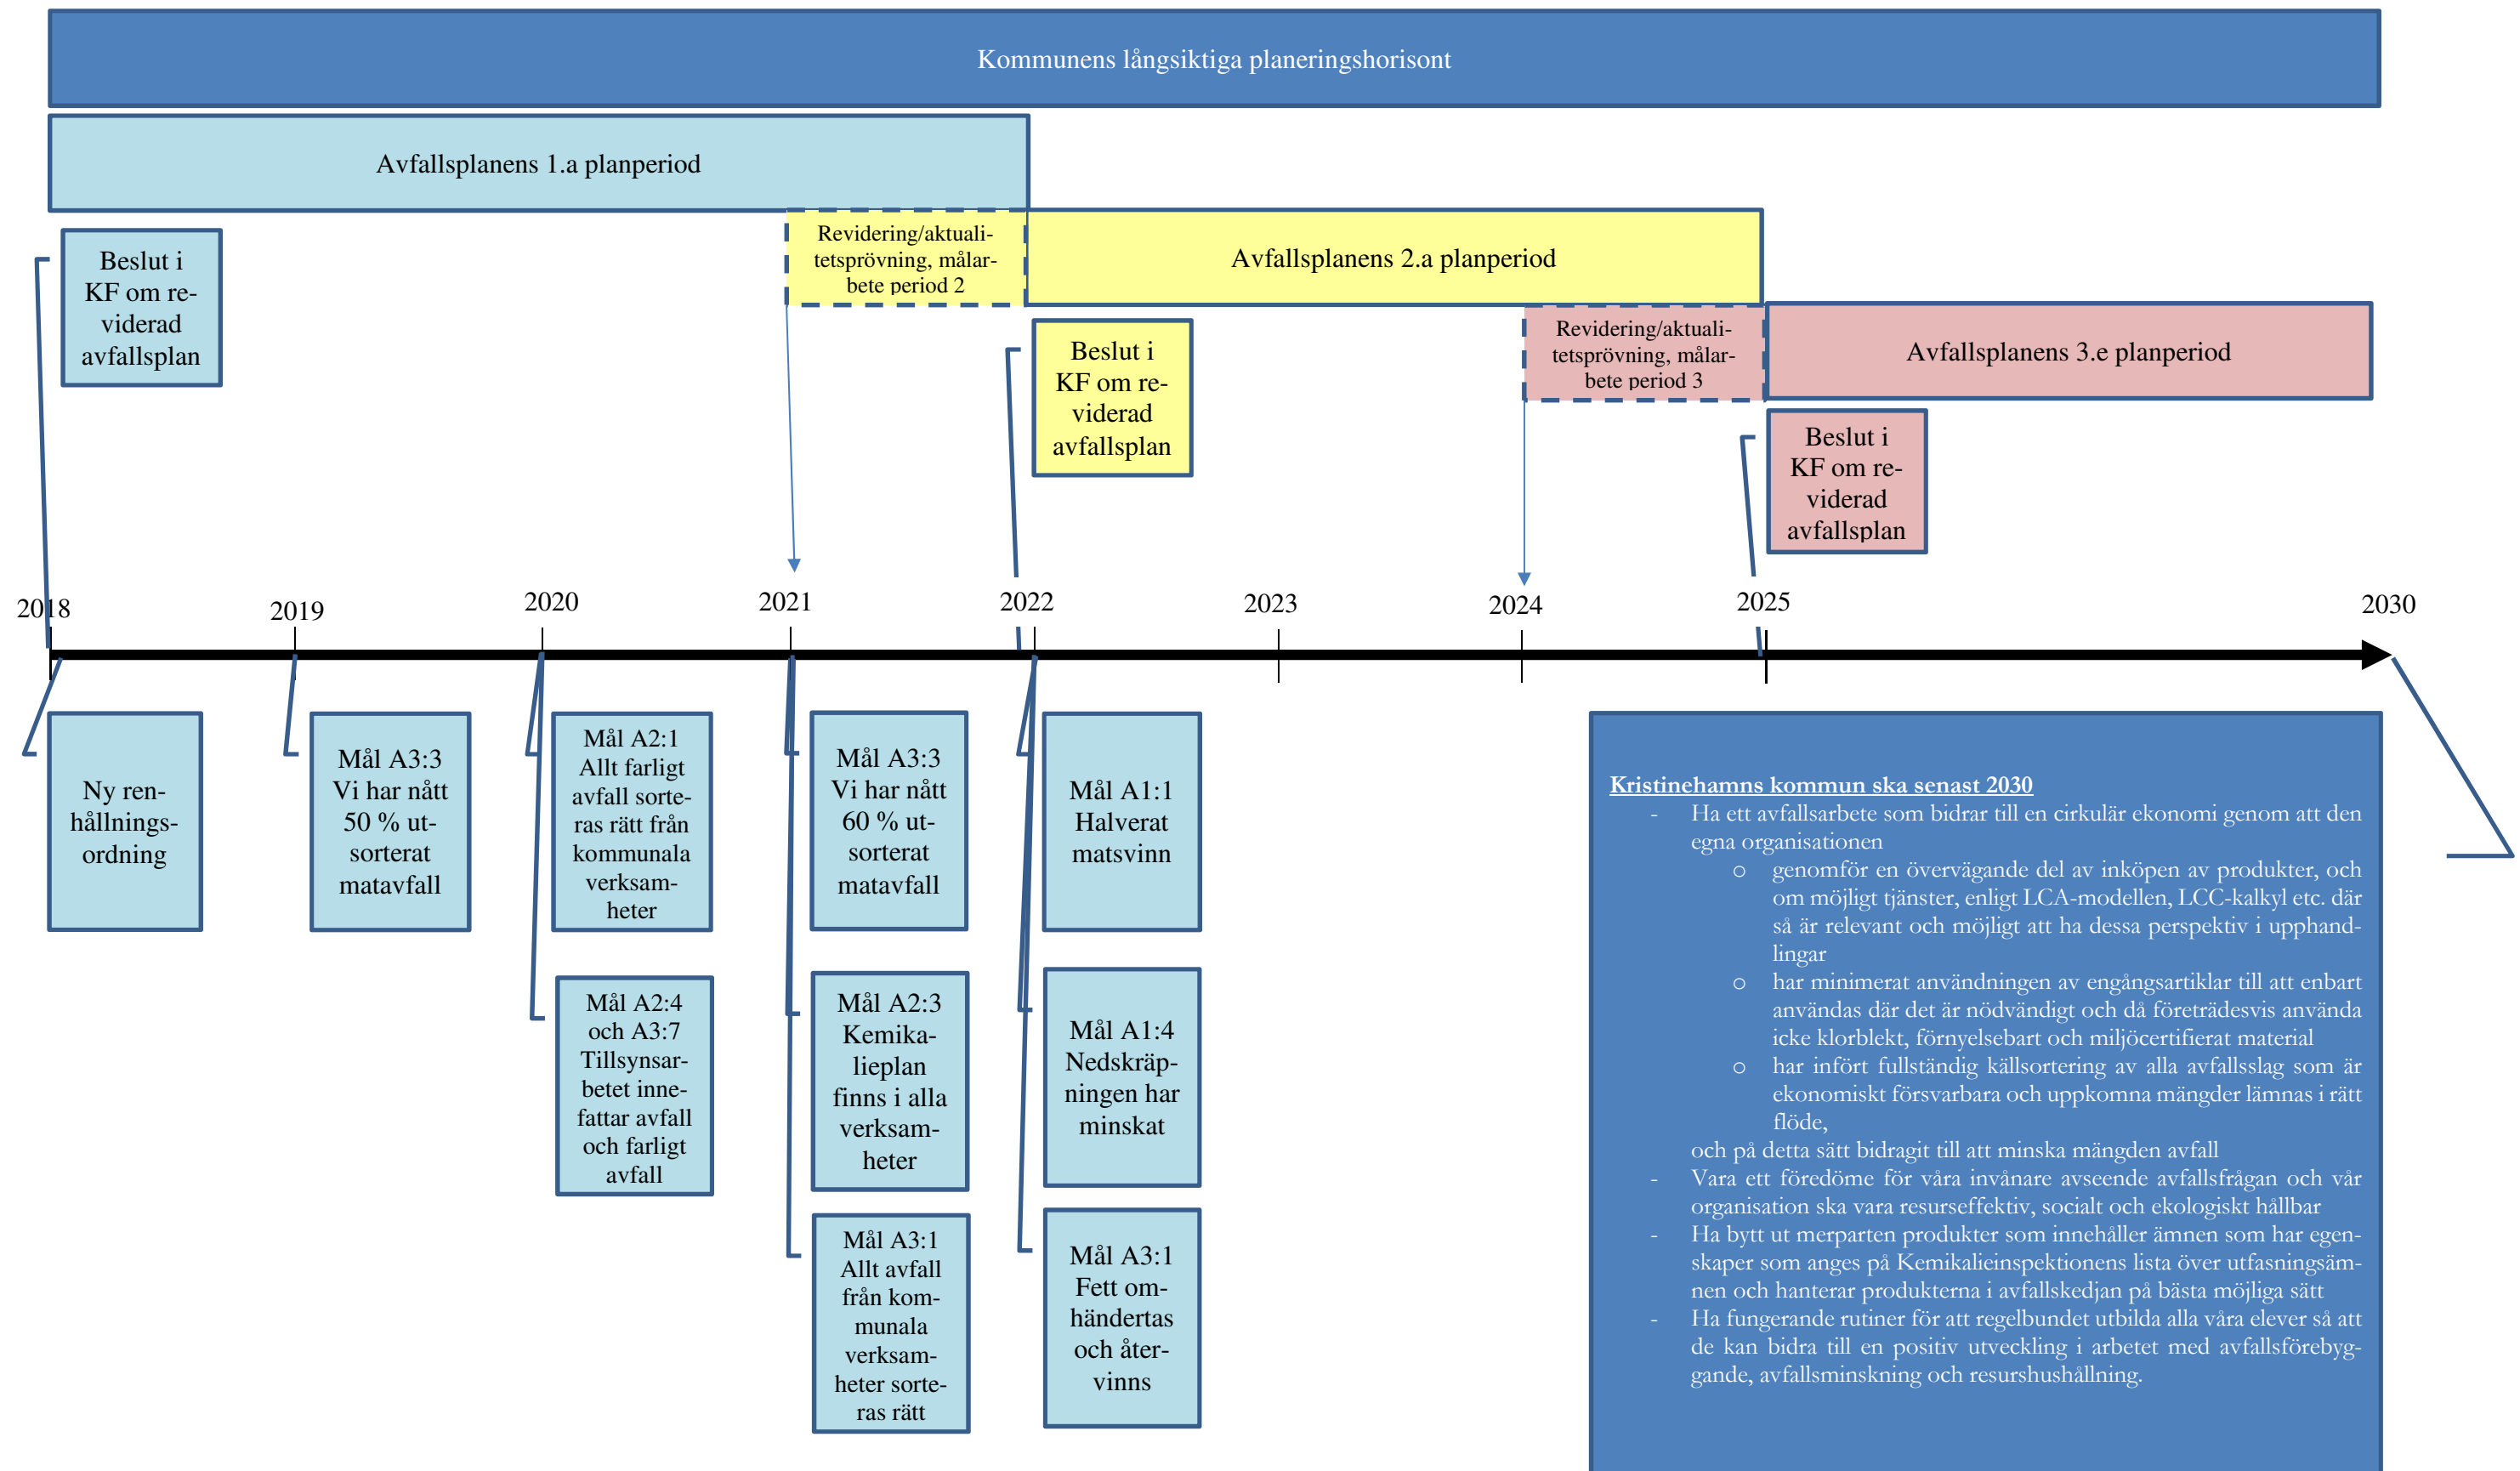 Kommunens långsiktiga planeringshorisont
Avfallsplanens 1.a planperiod
Revidering/aktuali-
tetsprövning, målar-
bete period 2
Avfallsplanens 2.a planperiod
Revidering/aktuali-
tetsprövning, målar-
bete period 3
Avfallsplanens 3.e planperiod
Beslut i
KF om re-
viderad
avfallsplan
Beslut i
KF om re-
viderad
avfallsplan
Beslut i
KF om re-
viderad
avfallsplan
2018
2019
2020
2021
2022
2023
2024
2025
2030
Ny ren-
hållnings-
ordning
Mål A3:3
Vi har nått
50 % ut-
sorterat
matavfall
Mål A2:1
Allt farligt
avfall sorte-
ras rätt från
kommunala
verksam-
heter
Mål A2:4
och A3:7
Tillsynsar-
betet inne-
fattar avfall
och farligt
avfall
Mål A3:3
Vi har nått
60 % ut-
sorterat
matavfall
Mål A2:3
Kemika-
lieplan
finns i alla
verksam-
heter
Mål A3:1
Allt avfall
från kom-
munala
verksam-
heter sorte-
ras rätt
Mål A1:1
Halverat
matsvinn
Mål A1:4
Nedskräp-
ningen har
minskat
Mål A3:1
Fett om-
händertas
och åter-
vinns
Kristinehamns kommun ska senast 2030
- Ha ett avfallsarbete som bidrar till en cirkulär ekonomi genom att den
egna organisationen
o genomför en övervägande del av inköpen av produkter, och
om möjligt tjänster, enligt LCA-modellen, LCC-kalkyl etc. där
så är relevant och möjligt att ha dessa perspektiv i upphand-
lingar
o har minimerat användningen av engångsartiklar till att enbart
användas där det är nödvändigt och då företrädesvis använda
icke klorblekt, förnyelsebart och miljöcertifierat material
o har infört fullständig källsortering av alla avfallsslag som är
ekonomiskt försvarbara och uppkomna mängder lämnas i rätt
flöde,
och på detta sätt bidragit till att minska mängden avfall
- Vara ett föredöme för våra invånare avseende avfallsfrågan och vår
organisation ska vara resurseffektiv, socialt och ekologiskt hållbar
- Ha bytt ut merparten produkter som innehåller ämnen som har egen-
skaper som anges på Kemikalieinspektionens lista över utfasningsäm-
nen och hanterar produkterna i avfallskedjan på bästa möjliga sätt
- Ha fungerande rutiner för att regelbundet utbilda alla våra elever så att
de kan bidra till en positiv utveckling i arbetet med avfallsförebyg-
gande, avfallsminskning och resurshushållning.